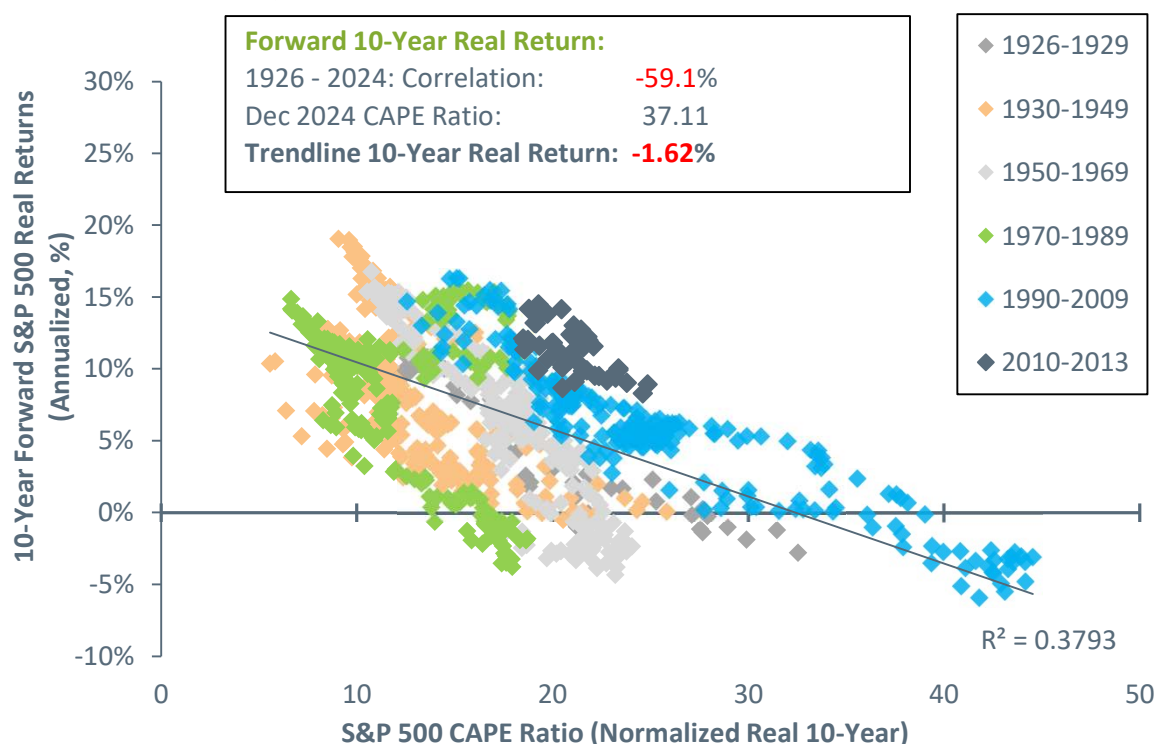 Forward 10-Year Real Return:
1926 - 2024: Correlation: -59.1%
Dec 2024 CAPE Ratio: 37.11
Trendline 10-Year Real Return: -1.62%
1926-1929
1930-1949
1950-1969
1970-1989
1990-2009
2010-2013
10-Year Forward S&P 500 Real Returns
(Annualized, %)
30%
25%
20%
15%
10%
5%
0%
-5%
-10%
R² = 0.3793
0 10 20 30 40 50
S&P 500 CAPE Ratio (Normalized Real 10-Year)